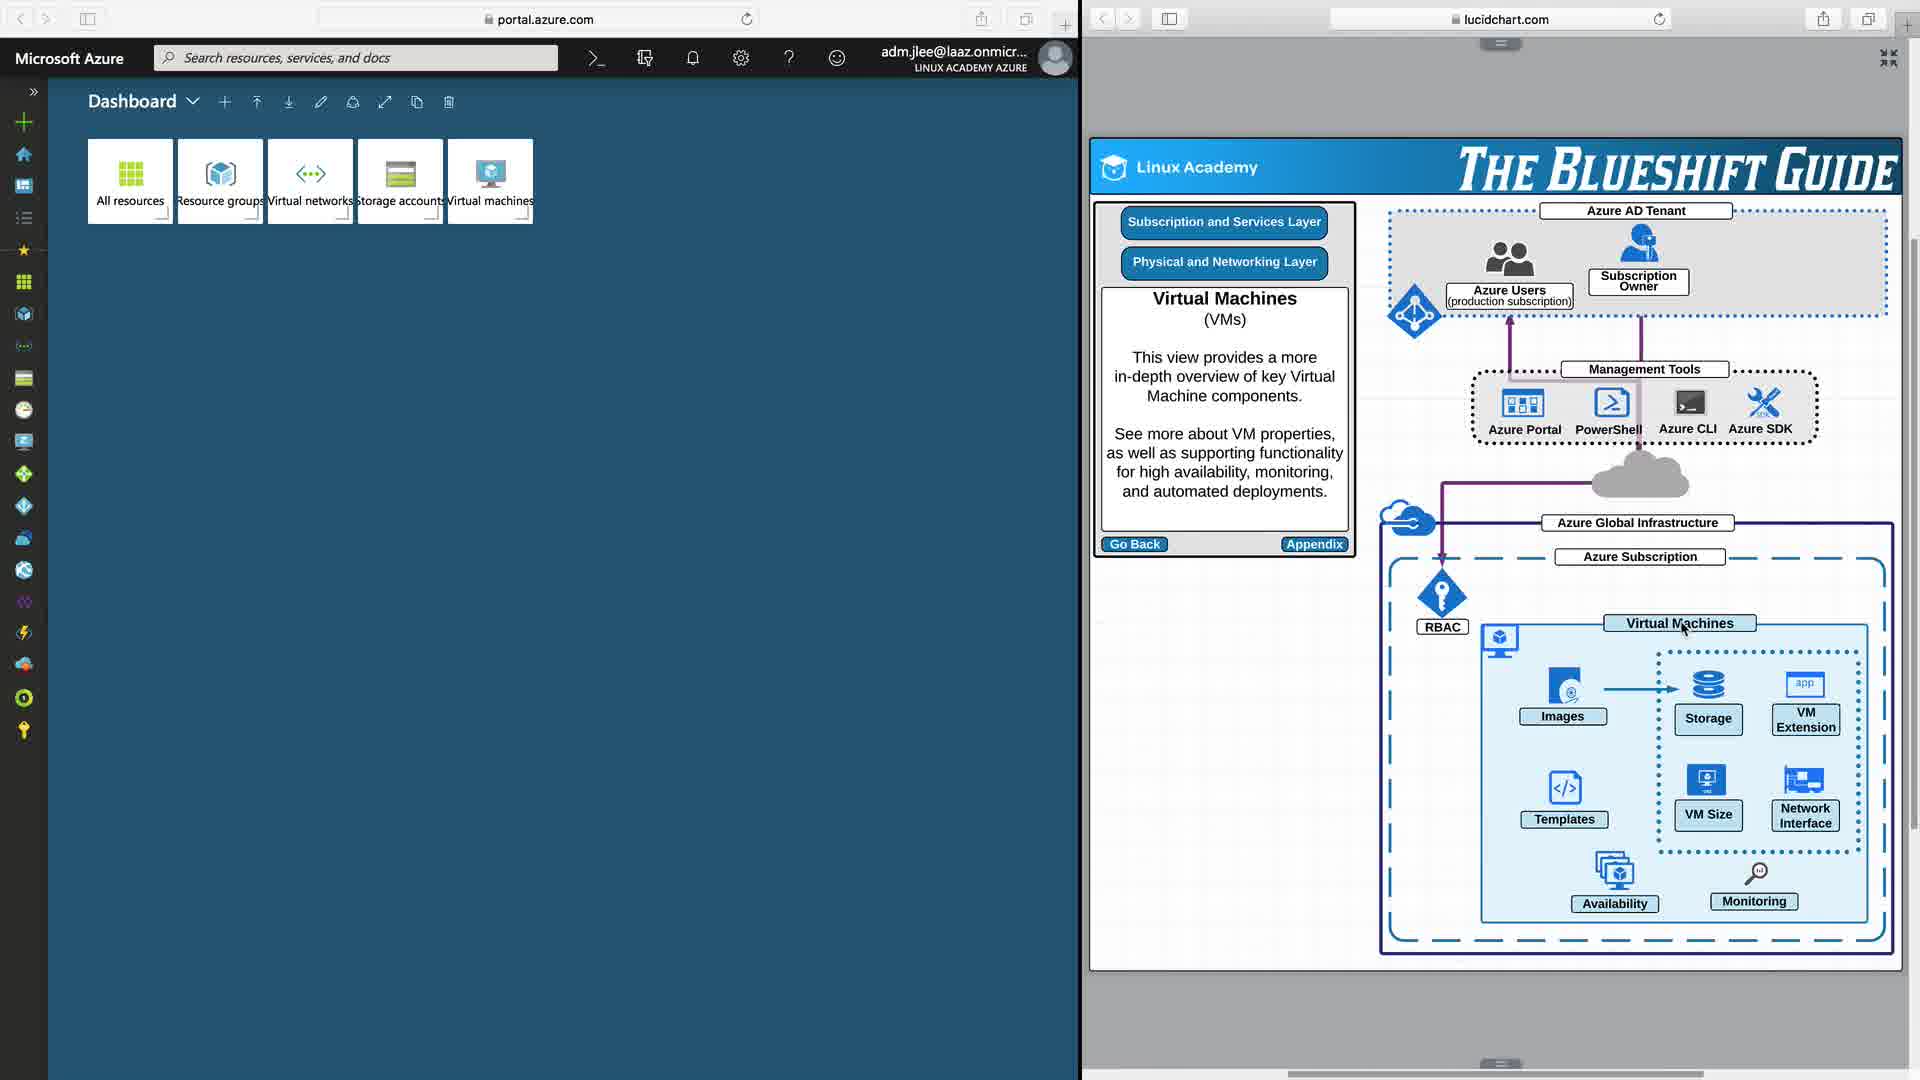 portal.azure.com
Microsoft Azure
Search resources, services, and docs
adm.jlee@laaz.onmicr...
LINUX ACADEMY AZURE
Dashboard
All resources
Resource groups
Virtual networks
Storage accounts
Virtual machines
lucidchart.com
Linux Academy
THE BLUESHIFT GUIDE
Subscription and Services Layer
Physical and Networking Layer
Virtual Machines
(VMs)
This view provides a more
in-depth overview of key Virtual
Machine components.
See more about VM properties,
as well as supporting functionality
for high availability, monitoring,
and automated deployments.
Go Back
Appendix
Azure AD Tenant
Azure Users
(production subscription)
Subscription
Owner
Management Tools
Azure Portal
PowerShell
Azure CLI
Azure SDK
Azure Global Infrastructure
Azure Subscription
RBAC
Virtual Machines
Images
Storage
app
VM
Extension
Templates
VM Size
Network
Interface
Availability
Monitoring